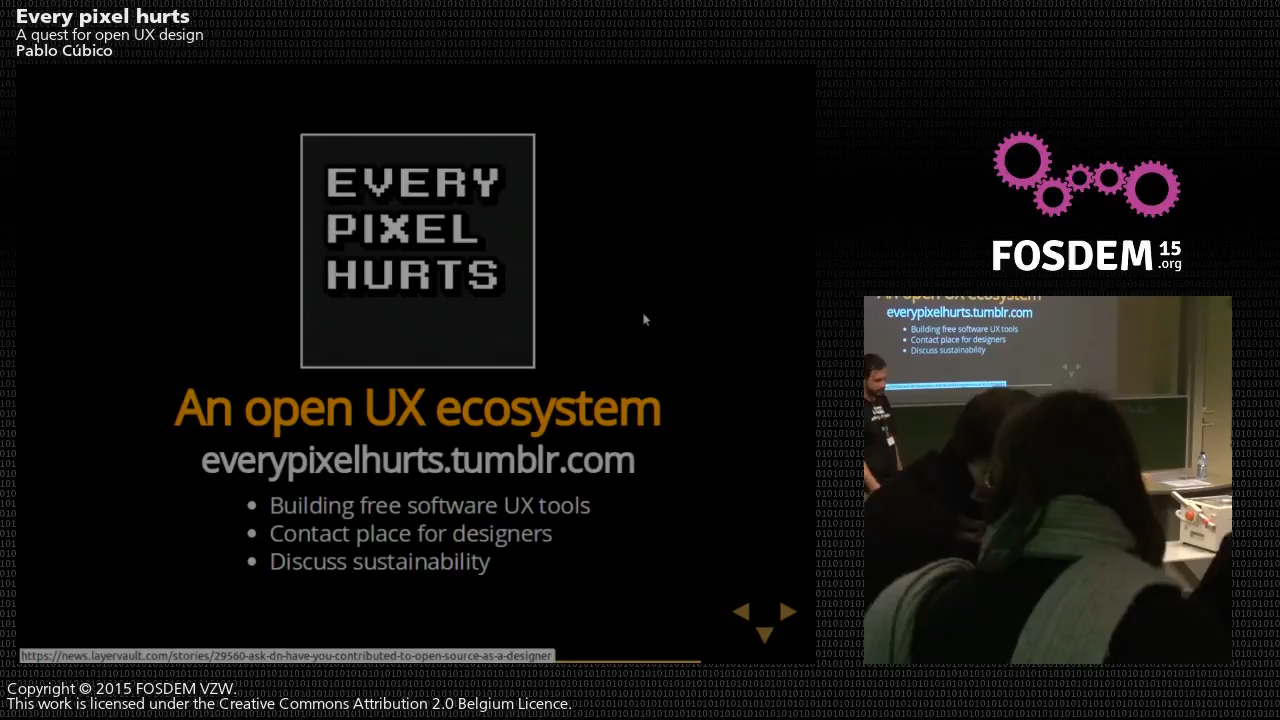 Every pixel hurts
A quest for open UX design
Pablo Cúbico
EVERY
PIXEL
HURTS
An open UX ecosystem
everypixelhurts.tumblr.com
• Building free software UX tools
• Contact place for designers
• Discuss sustainability
https://news.layervault.com/stories/29560-ask-dn-have-you-contributed-to-open-source-as-a-designer
FOSDEM 15
.org
An open UX ecosystem
everypixelhurts.tumblr.com
• Building free software UX tools
• Contact place for designers
• Discuss sustainability
Copyright © 2015 FOSDEM VZW.
This work is licensed under the Creative Commons Attribution 2.0 Belgium Licence.